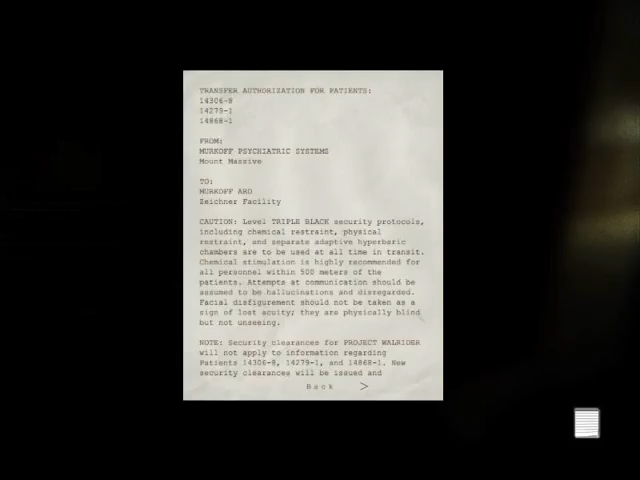 TRANSFER AUTHORIZATION FOR PATIENTS:
14306-8
14279-1
14868-1
FROM:
MURKOFF PSYCHIATRIC SYSTEMS
Mount Massive
TO:
MURKOFF ARO
Zeichner Facility
CAUTION: Level TRIPLE BLACK security protocols,
including chemical restraint, physical
restraint, and separate adaptive hyperbaric
chambers are to be used at all time in transit.
Chemical stimulation is highly recommended for
all personnel within 500 meters of the
patients. Attempts at communication should be
assumed to be hallucinations and disregarded.
Facial disfigurement should not be taken as a
sign of lost acuity; they are physically blind
but not unseeing.
NOTE: Security clearances for PROJECT WALRIDER
will not apply to information regarding
Patients 14306-8, 14279-1, and 14868-1. New
security clearances will be issued and
Back >